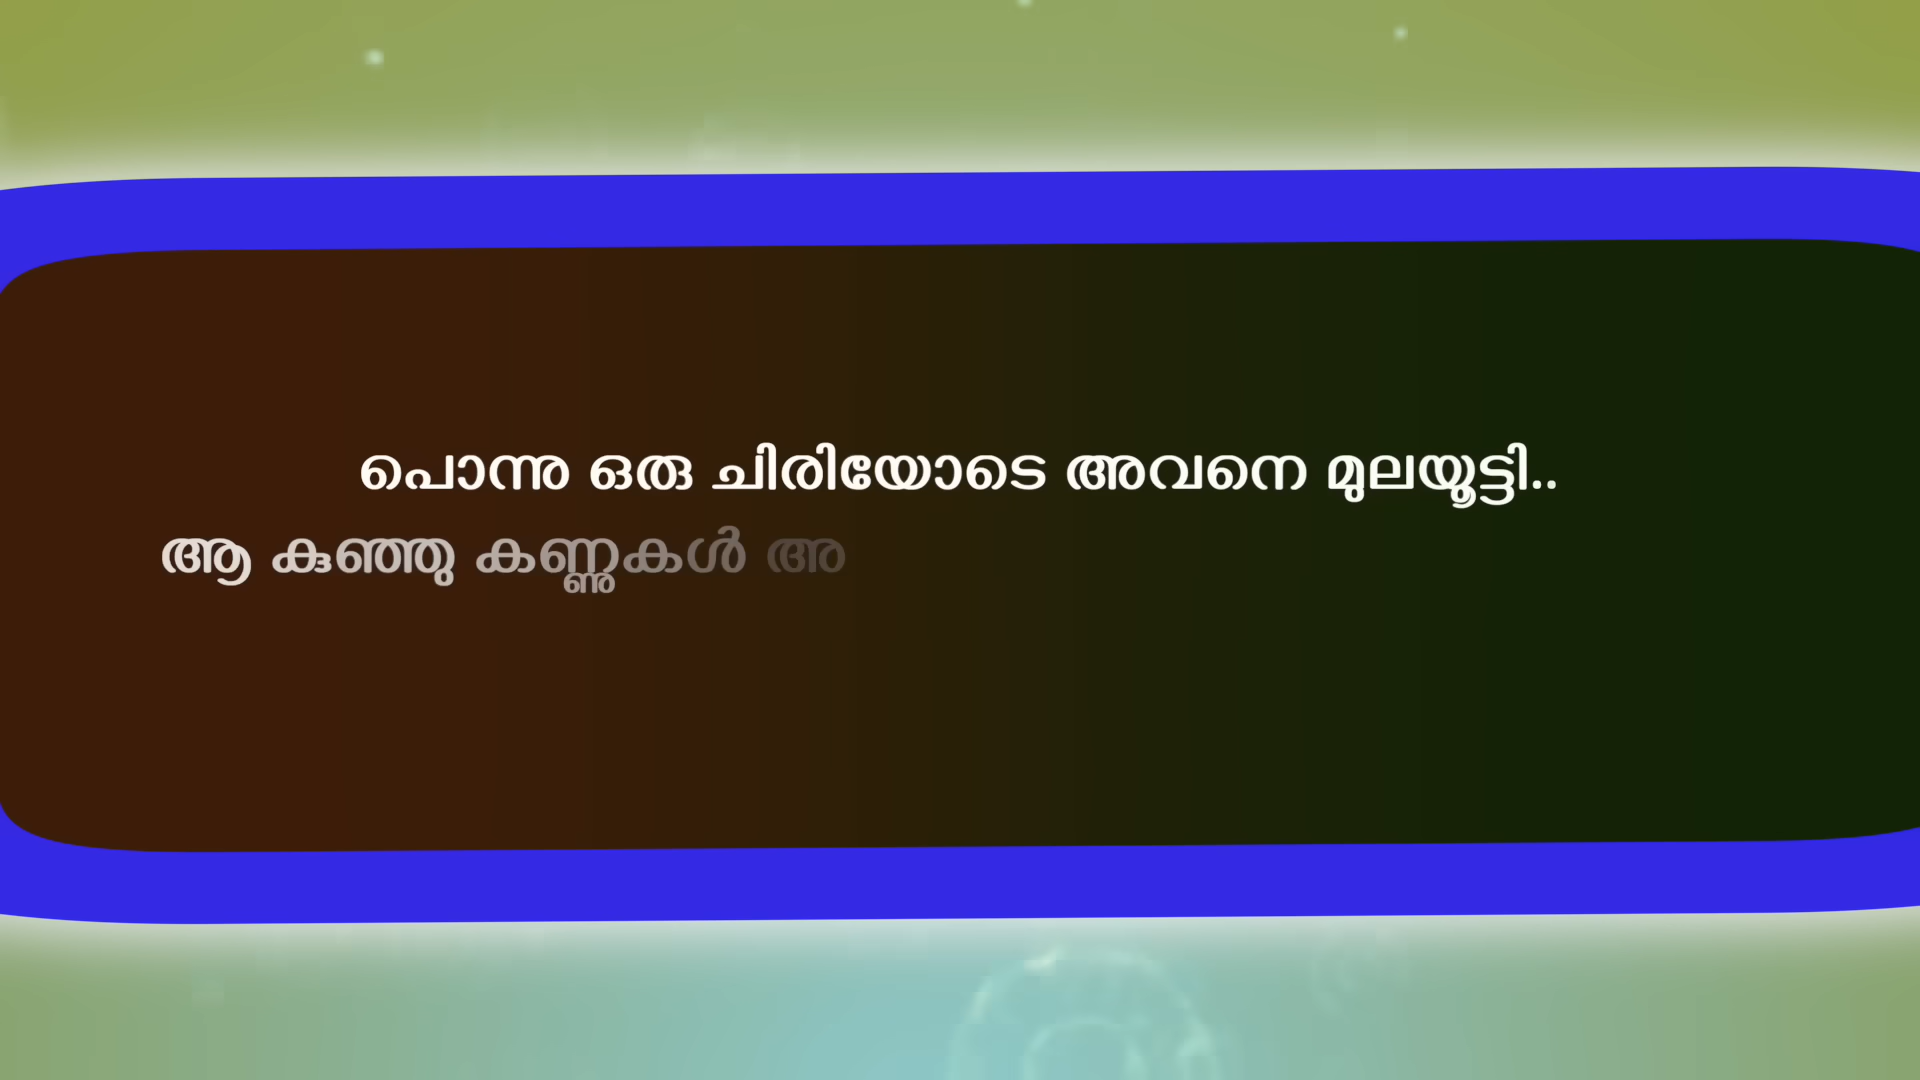 പൊന്നു ഒരു ചിരിയോടെ അവനെ മുലയൂട്ടി..
ആ കുഞ്ഞു കണ്ണുകൾ അ